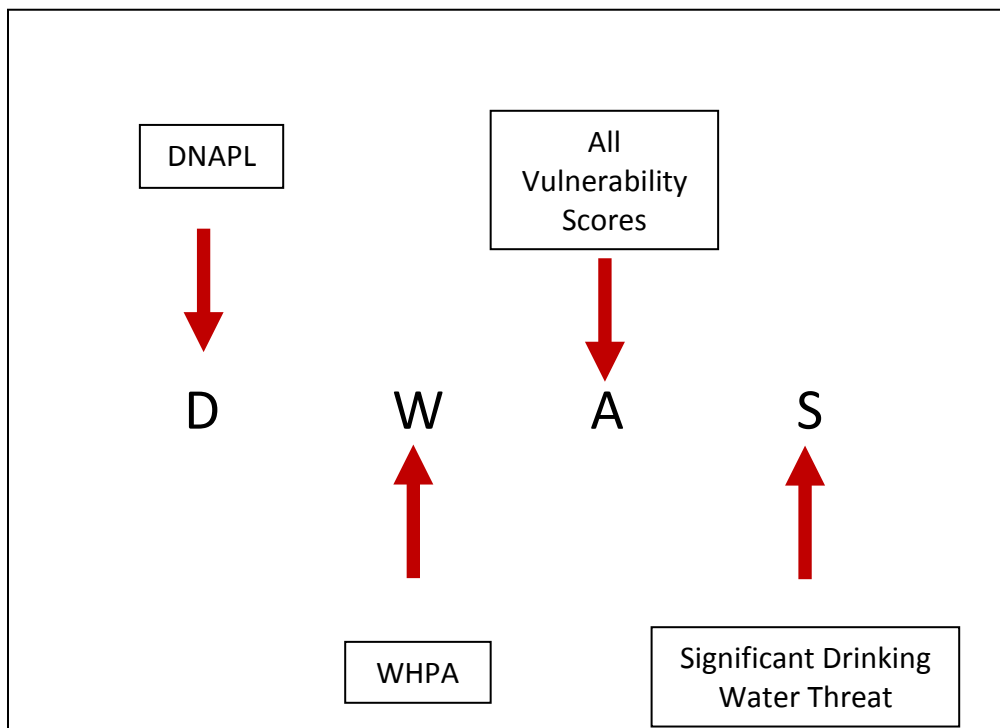 DNAPL
All
Vulnerability
Scores
D W A S
WHPA
Significant Drinking
Water Threat